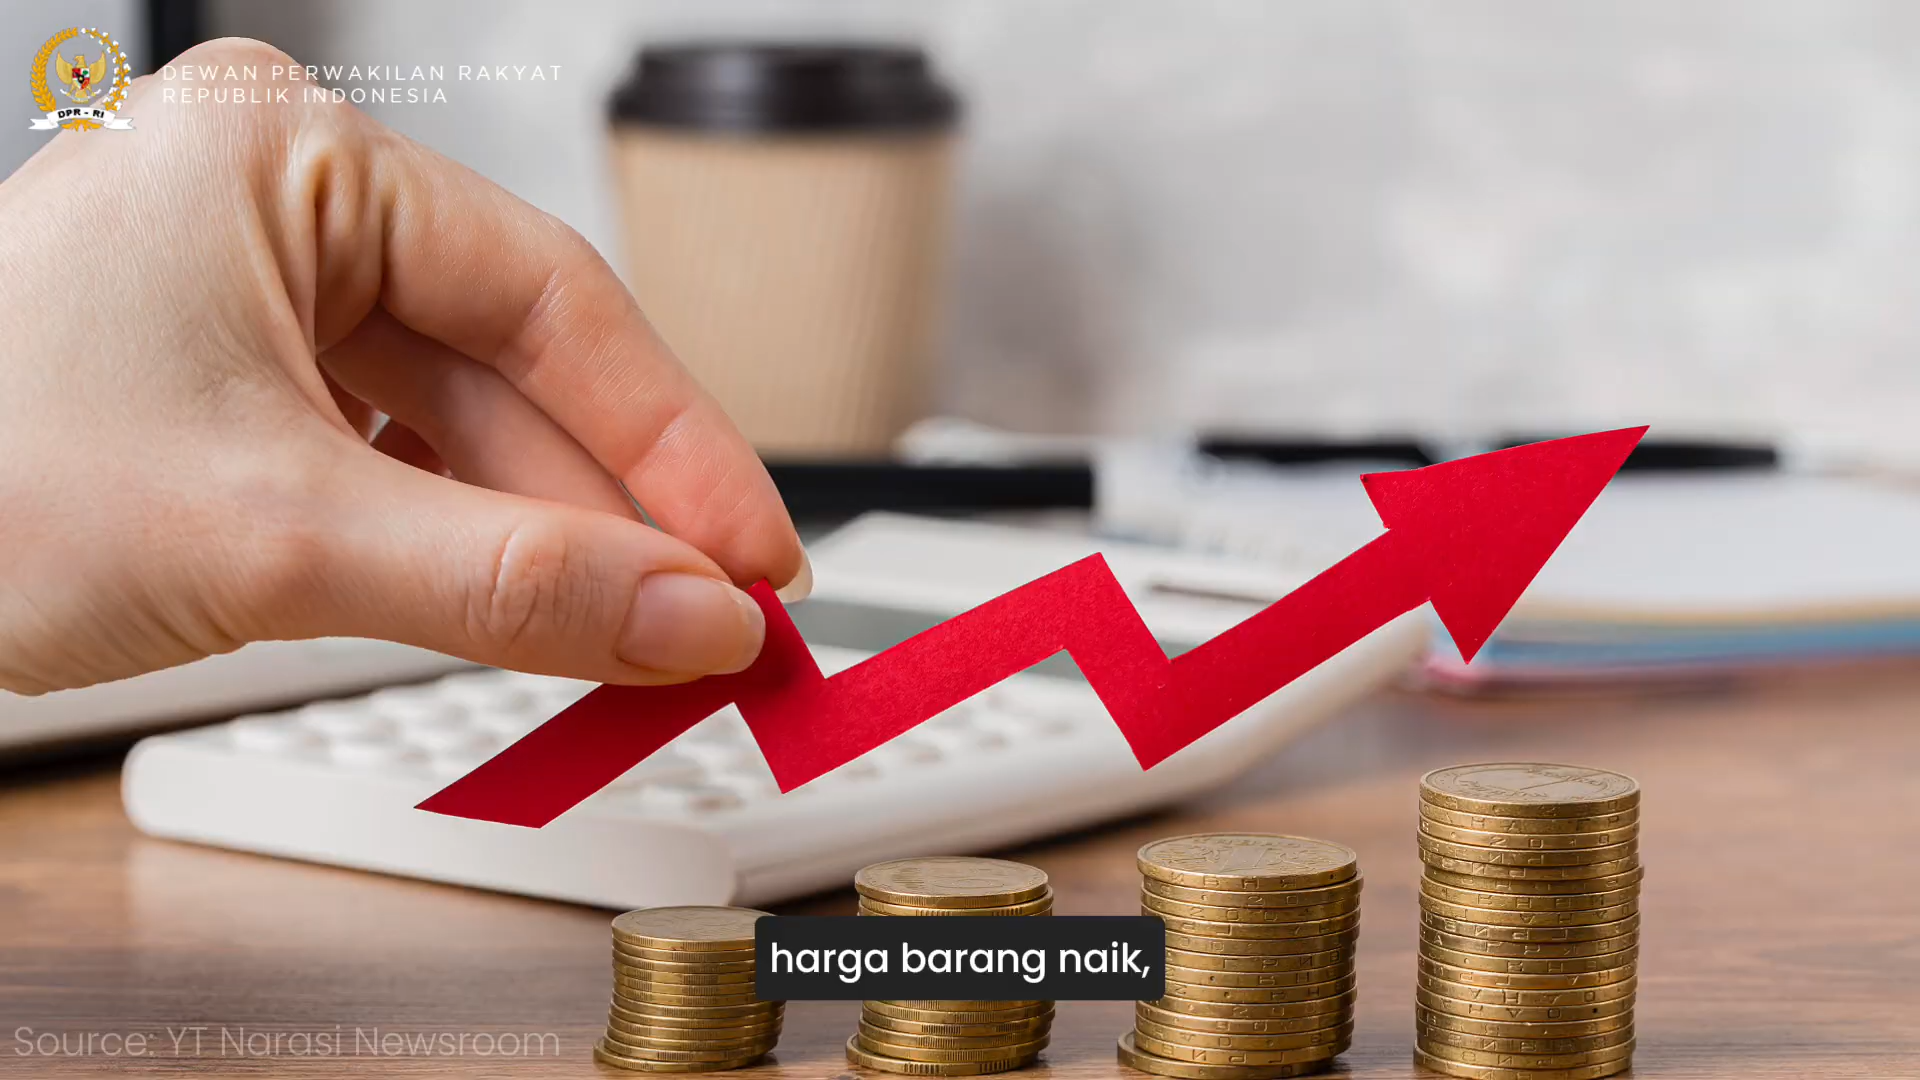 DEWAN PERWAKILAN RAKYAT
REPUBLIK INDONESIA
DPR - RI
harga barang naik,
Source: YT Narasi Newsroom